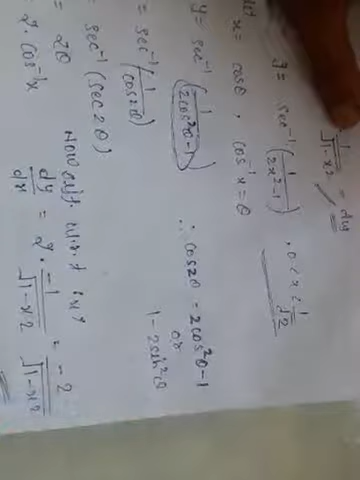 1/√1-x2 = dy
y = sec⁻¹ (1/2x²-1) , 0 < x < 1/√2
let x = cosθ , cos⁻¹x = θ
y = sec⁻¹ (1/2cos²θ-1) ∴ cos2θ = 2cos²θ-1
or
1-2sin²θ
= sec⁻¹ (1/cos2θ)
= sec⁻¹ (sec2θ)
= 2θ
= 2. cos⁻¹x
Now diff w.r.t 'x'
dy/dx = 2. -1/√1-x2 = -2/√1-x2